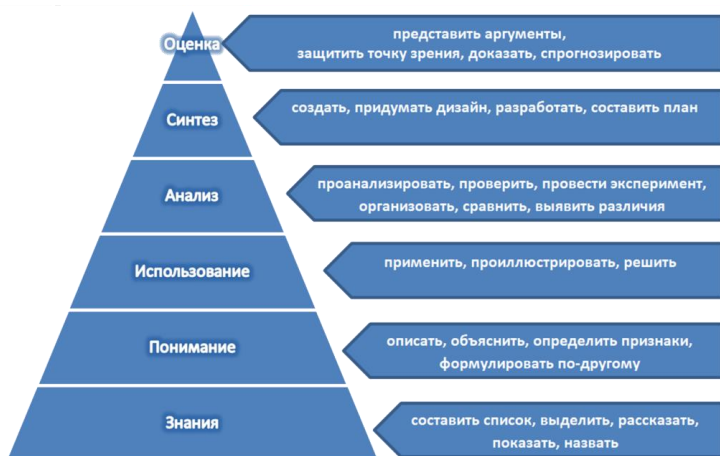 Оценка
представить аргументы,
защитить точку зрения, доказать, спрогнозировать
Синтез
создать, придумать дизайн, разработать, составить план
Анализ
проанализировать, проверить, провести эксперимент,
организовать, сравнить, выявить различия
Использование
применить, проиллюстрировать, решить
Понимание
описать, объяснить, определить признаки,
формулировать по-другому
Знания
составить список, выделить, рассказать,
показать, назвать